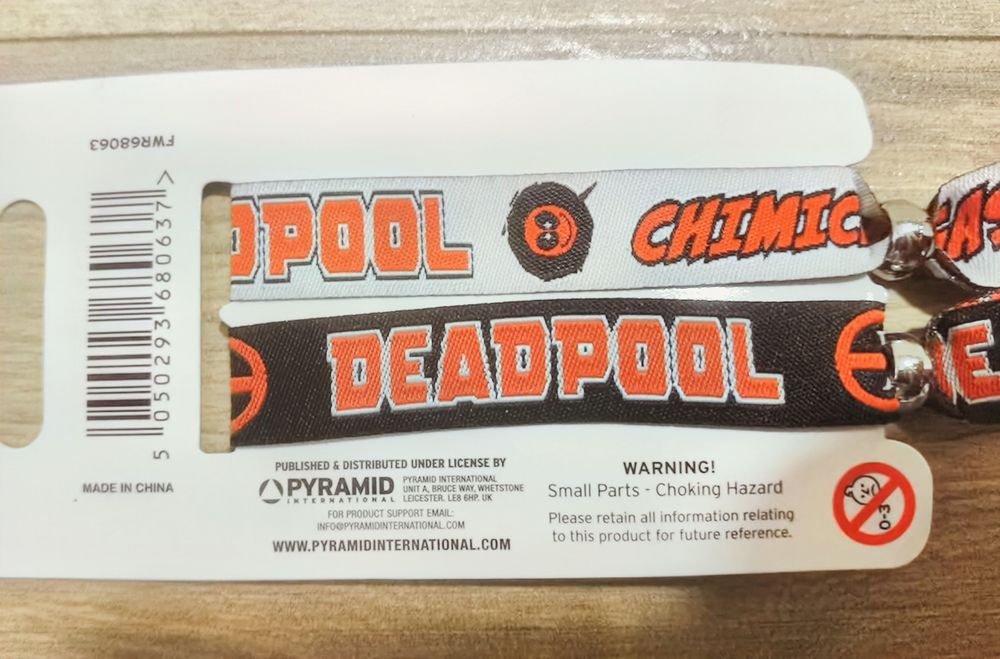 FWR68063
5 050293 680637 >
MADE IN CHINA
DPOOL CHIMIC GAS
DEADPOOL
PUBLISHED & DISTRIBUTED UNDER LICENSE BY
PYRAMID
INTERNATIONAL
PYRAMID INTERNATIONAL
UNIT A, BRUCE WAY, WHETSTONE
LEICESTER. LE8 6HP. UK
FOR PRODUCT SUPPORT EMAIL:
INFO@PYRAMIDINTERNATIONAL.COM
WWW.PYRAMIDINTERNATIONAL.COM
WARNING!
Small Parts - Choking Hazard
Please retain all information relating
to this product for future reference.
0-3